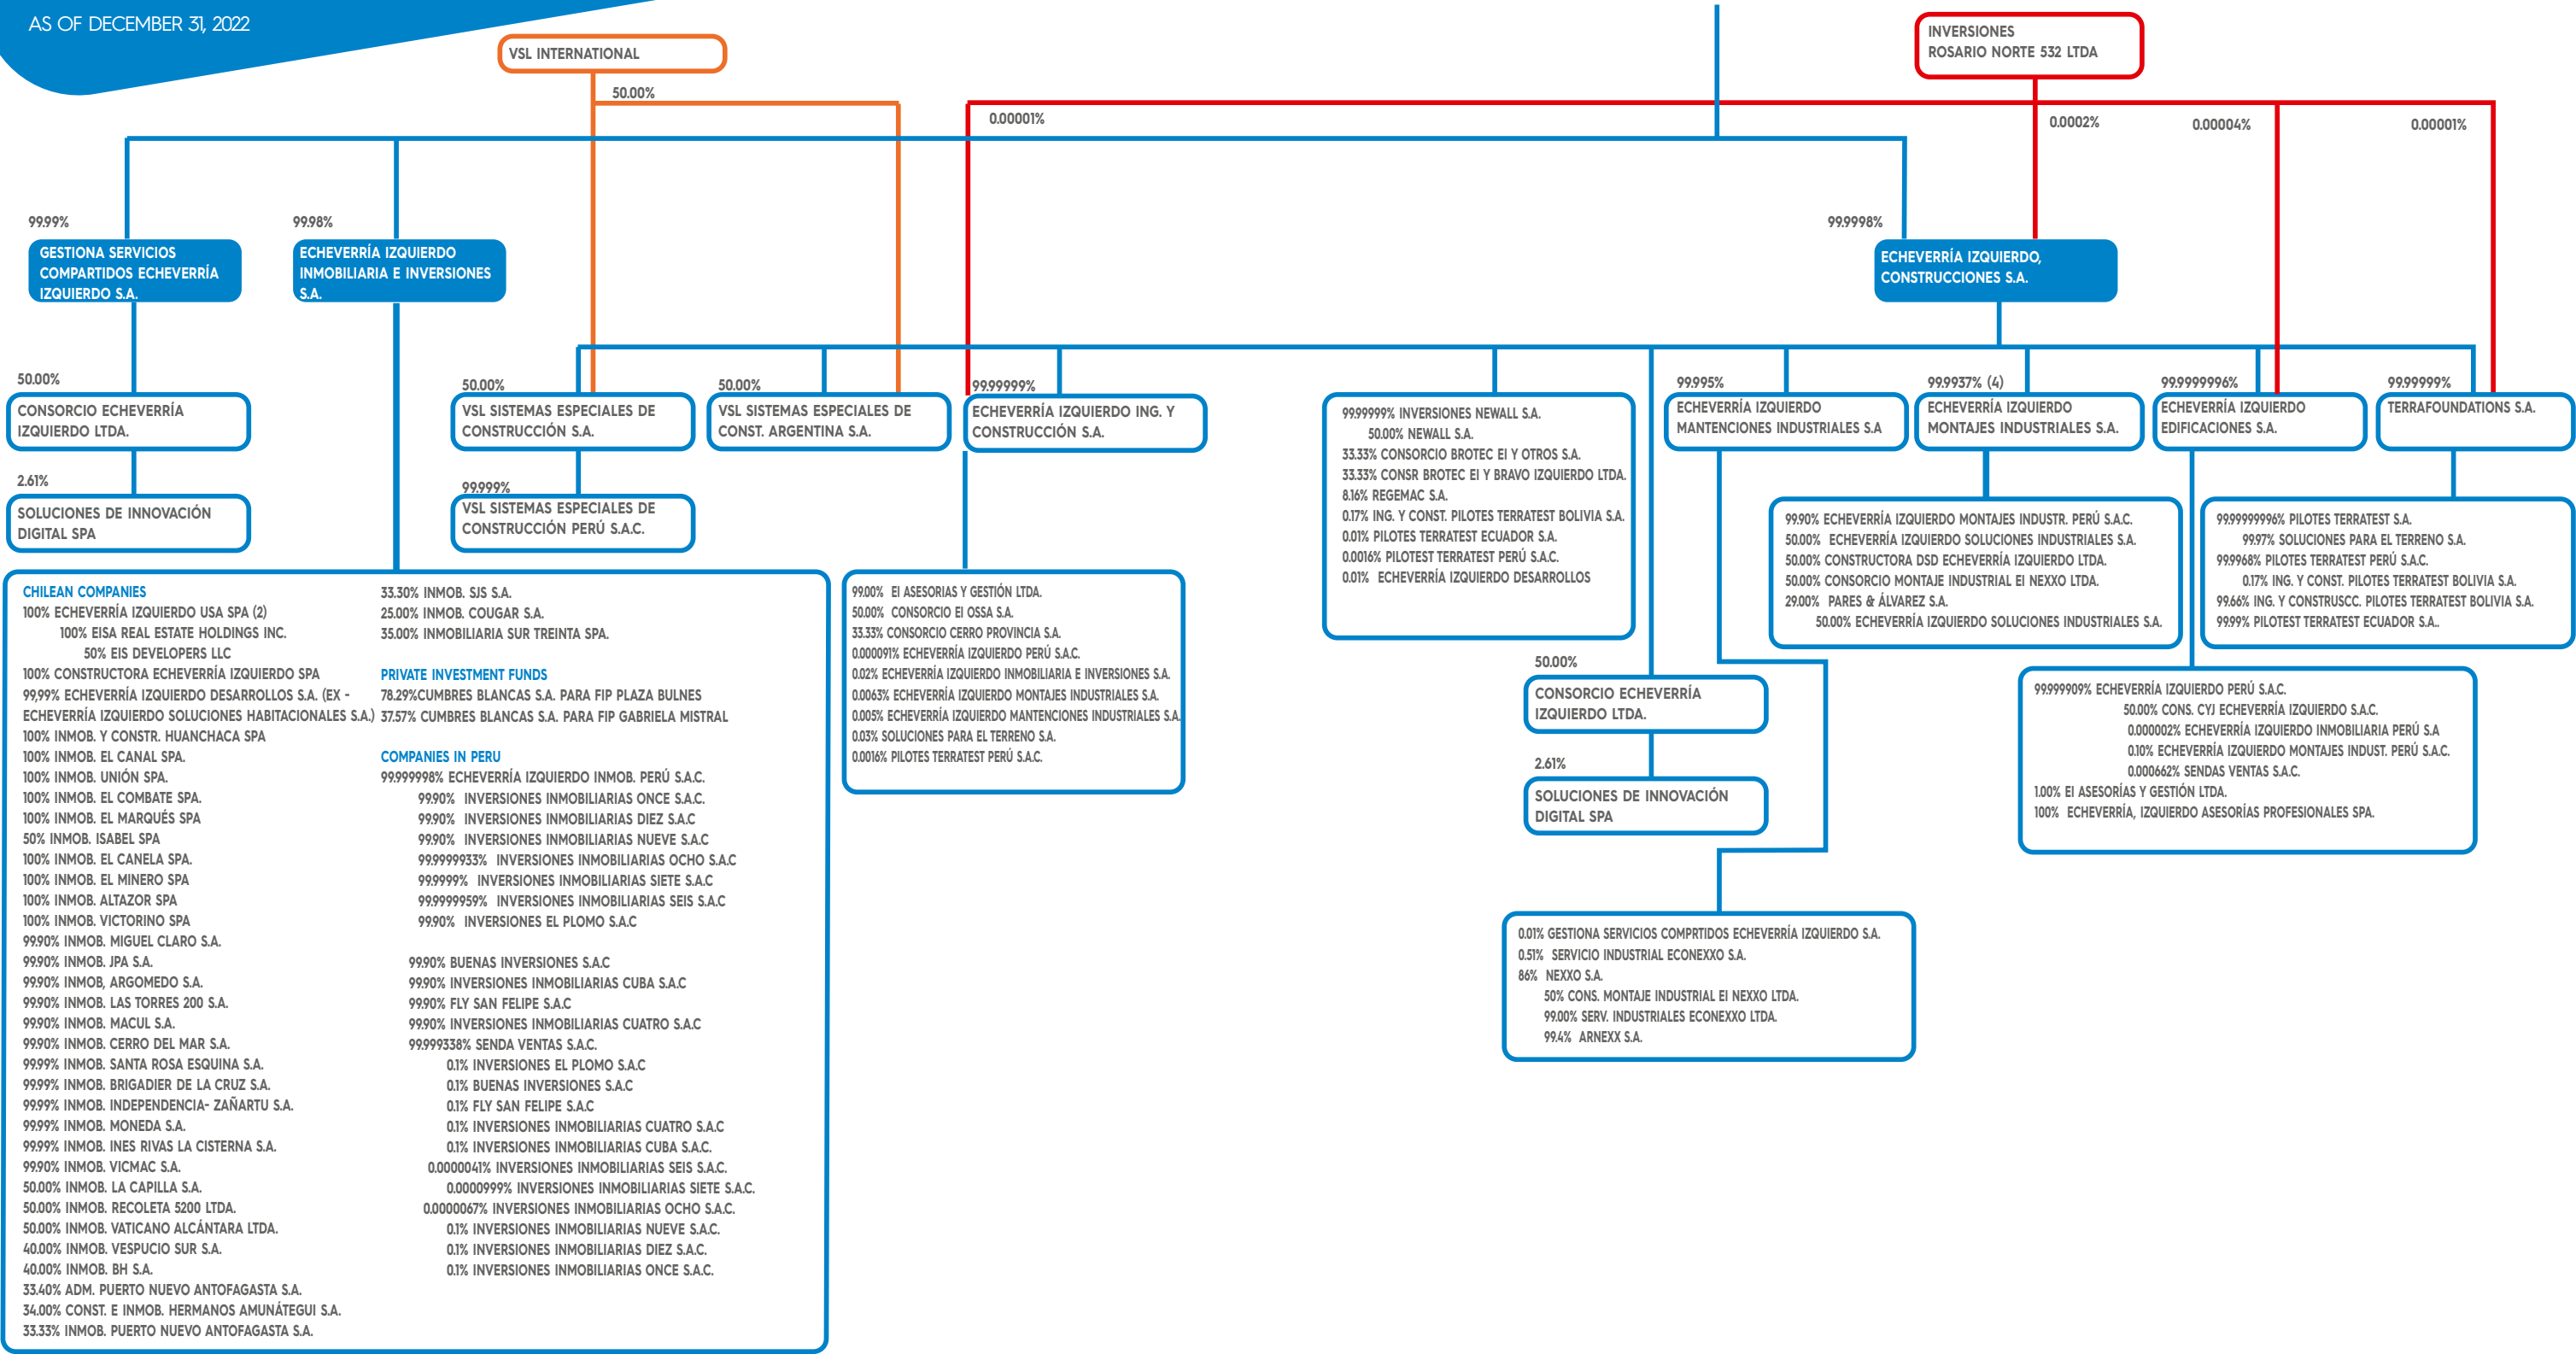 AS OF DECEMBER 31, 2022
VSL INTERNATIONAL
INVERSIONES
ROSARIO NORTE 532 LTDA
50.00%
0.00001%
0.0002%
0.00004%
0.00001%
99.99%
GESTIONA SERVICIOS
COMPARTIDOS ECHEVERRÍA
IZQUIERDO S.A.
99.98%
ECHEVERRÍA IZQUIERDO
INMOBILIARIA E INVERSIONES
S.A.
99.9998%
ECHEVERRÍA IZQUIERDO,
CONSTRUCCIONES S.A.
50.00%
CONSORCIO ECHEVERRÍA
IZQUIERDO LTDA.
2.61%
SOLUCIONES DE INNOVACIÓN
DIGITAL SPA
50.00%
VSL SISTEMAS ESPECIALES DE
CONSTRUCCIÓN S.A.
99.999%
VSL SISTEMAS ESPECIALES DE
CONSTRUCCIÓN PERÚ S.A.C.
50.00%
VSL SISTEMAS ESPECIALES DE
CONST. ARGENTINA S.A.
99.99999%
ECHEVERRÍA IZQUIERDO ING. Y
CONSTRUCCIÓN S.A.
99.99999% INVERSIONES NEWALL S.A.
50.00% NEWALL S.A.
33.33% CONSORCIO BROTEC EI Y OTROS S.A.
33.33% CONSR BROTEC EI Y BRAVO IZQUIERDO LTDA.
8.16% REGEMAC S.A.
0.17% ING. Y CONST. PILOTES TERRATEST BOLIVIA S.A.
0.01% PILOTES TERRATEST ECUADOR S.A.
0.0016% PILOTEST TERRATEST PERÚ S.A.C.
0.01% ECHEVERRÍA IZQUIERDO DESARROLLOS
99.995%
ECHEVERRÍA IZQUIERDO
MANTENCIONES INDUSTRIALES S.A
99.9937% (4)
ECHEVERRÍA IZQUIERDO
MONTAJES INDUSTRIALES S.A.
99.9999996%
ECHEVERRÍA IZQUIERDO
EDIFICACIONES S.A.
99.99999%
TERRAFOUNDATIONS S.A.
99.90% ECHEVERRÍA IZQUIERDO MONTAJES INDUSTR. PERÚ S.A.C.
50.00% ECHEVERRÍA IZQUIERDO SOLUCIONES INDUSTRIALES S.A.
50.00% CONSTRUCTORA DSD ECHEVERRÍA IZQUIERDO LTDA.
50.00% CONSORCIO MONTAJE INDUSTRIAL EI NEXXO LTDA.
29.00% PARES & ÁLVAREZ S.A.
50.00% ECHEVERRÍA IZQUIERDO SOLUCIONES INDUSTRIALES S.A.
99.99999996% PILOTES TERRATEST S.A.
99.97% SOLUCIONES PARA EL TERRENO S.A.
99.9968% PILOTES TERRATEST PERÚ S.A.C.
0.17% ING. Y CONST. PILOTES TERRATEST BOLIVIA S.A.
99.66% ING. Y CONSTRUSCC. PILOTES TERRATEST BOLIVIA S.A.
99.99% PILOTEST TERRATEST ECUADOR S.A..
CHILEAN COMPANIES
100% ECHEVERRÍA IZQUIERDO USA SPA (2)
100% EISA REAL ESTATE HOLDINGS INC.
50% EIS DEVELOPERS LLC
100% CONSTRUCTORA ECHEVERRÍA IZQUIERDO SPA
99,99% ECHEVERRÍA IZQUIERDO DESARROLLOS S.A. (EX -
ECHEVERRÍA IZQUIERDO SOLUCIONES HABITACIONALES S.A.)
100% INMOB. Y CONSTR. HUANCHACA SPA
100% INMOB. EL CANAL SPA.
100% INMOB. UNIÓN SPA.
100% INMOB. EL COMBATE SPA.
100% INMOB. EL MARQUÉS SPA
50% INMOB. ISABEL SPA
100% INMOB. EL CANELA SPA.
100% INMOB. EL MINERO SPA
100% INMOB. ALTAZOR SPA
100% INMOB. VICTORINO SPA
99.90% INMOB. MIGUEL CLARO S.A.
99.90% INMOB. JPA S.A.
99.90% INMOB, ARGOMEDO S.A.
99.90% INMOB. LAS TORRES 200 S.A.
99.90% INMOB. MACUL S.A.
99.90% INMOB. CERRO DEL MAR S.A.
99.99% INMOB. SANTA ROSA ESQUINA S.A.
99.99% INMOB. BRIGADIER DE LA CRUZ S.A.
99.99% INMOB. INDEPENDENCIA- ZAÑARTU S.A.
99.99% INMOB. MONEDA S.A.
99.99% INMOB. INES RIVAS LA CISTERNA S.A.
99.90% INMOB. VICMAC S.A.
50.00% INMOB. LA CAPILLA S.A.
50.00% INMOB. RECOLETA 5200 LTDA.
50.00% INMOB. VATICANO ALCÁNTARA LTDA.
40.00% INMOB. VESPUCIO SUR S.A.
40.00% INMOB. BH S.A.
33.40% ADM. PUERTO NUEVO ANTOFAGASTA S.A.
34.00% CONST. E INMOB. HERMANOS AMUNÁTEGUI S.A.
33.33% INMOB. PUERTO NUEVO ANTOFAGASTA S.A.
33.30% INMOB. SJS S.A.
25.00% INMOB. COUGAR S.A.
35.00% INMOBILIARIA SUR TREINTA SPA.
PRIVATE INVESTMENT FUNDS
78.29%CUMBRES BLANCAS S.A. PARA FIP PLAZA BULNES
37.57% CUMBRES BLANCAS S.A. PARA FIP GABRIELA MISTRAL
COMPANIES IN PERU
99.999998% ECHEVERRÍA IZQUIERDO INMOB. PERÚ S.A.C.
99.90% INVERSIONES INMOBILIARIAS ONCE S.A.C.
99.90% INVERSIONES INMOBILIARIAS DIEZ S.A.C
99.90% INVERSIONES INMOBILIARIAS NUEVE S.A.C
99.9999933% INVERSIONES INMOBILIARIAS OCHO S.A.C
99.9999% INVERSIONES INMOBILIARIAS SIETE S.A.C
99.9999959% INVERSIONES INMOBILIARIAS SEIS S.A.C
99.90% INVERSIONES EL PLOMO S.A.C
99.90% BUENAS INVERSIONES S.A.C
99.90% INVERSIONES INMOBILIARIAS CUBA S.A.C
99.90% FLY SAN FELIPE S.A.C
99.90% INVERSIONES INMOBILIARIAS CUATRO S.A.C
99.999338% SENDA VENTAS S.A.C.
0.1% INVERSIONES EL PLOMO S.A.C
0.1% BUENAS INVERSIONES S.A.C
0.1% FLY SAN FELIPE S.A.C
0.1% INVERSIONES INMOBILIARIAS CUATRO S.A.C
0.1% INVERSIONES INMOBILIARIAS CUBA S.A.C.
0.0000041% INVERSIONES INMOBILIARIAS SEIS S.A.C.
0.0000999% INVERSIONES INMOBILIARIAS SIETE S.A.C.
0.0000067% INVERSIONES INMOBILIARIAS OCHO S.A.C.
0.1% INVERSIONES INMOBILIARIAS NUEVE S.A.C.
0.1% INVERSIONES INMOBILIARIAS DIEZ S.A.C.
0.1% INVERSIONES INMOBILIARIAS ONCE S.A.C.
99.00% EI ASESORIAS Y GESTIÓN LTDA.
50.00% CONSORCIO EI OSSA S.A.
33.33% CONSORCIO CERRO PROVINCIA S.A.
0.000091% ECHEVERRÍA IZQUIERDO PERÚ S.A.C.
0.02% ECHEVERRÍA IZQUIERDO INMOBILIARIA E INVERSIONES S.A.
0.0063% ECHEVERRÍA IZQUIERDO MONTAJES INDUSTRIALES S.A.
0.005% ECHEVERRÍA IZQUIERDO MANTENCIONES INDUSTRIALES S.A.
0.03% SOLUCIONES PARA EL TERRENO S.A.
0.0016% PILOTES TERRATEST PERÚ S.A.C.
50.00%
CONSORCIO ECHEVERRÍA
IZQUIERDO LTDA.
2.61%
SOLUCIONES DE INNOVACIÓN
DIGITAL SPA
99.999909% ECHEVERRÍA IZQUIERDO PERÚ S.A.C.
50.00% CONS. CYJ ECHEVERRÍA IZQUIERDO S.A.C.
0.000002% ECHEVERRÍA IZQUIERDO INMOBILIARIA PERÚ S.A
0.10% ECHEVERRÍA IZQUIERDO MONTAJES INDUST. PERÚ S.A.C.
0.000662% SENDAS VENTAS S.A.C.
1.00% EI ASESORÍAS Y GESTIÓN LTDA.
100% ECHEVERRÍA, IZQUIERDO ASESORÍAS PROFESIONALES SPA.
0.01% GESTIONA SERVICIOS COMPRTIDOS ECHEVERRÍA IZQUIERDO S.A.
0.51% SERVICIO INDUSTRIAL ECONEXXO S.A.
86% NEXXO S.A.
50% CONS. MONTAJE INDUSTRIAL EI NEXXO LTDA.
99.00% SERV. INDUSTRIALES ECONEXXO LTDA.
99.4% ARNEXX S.A.